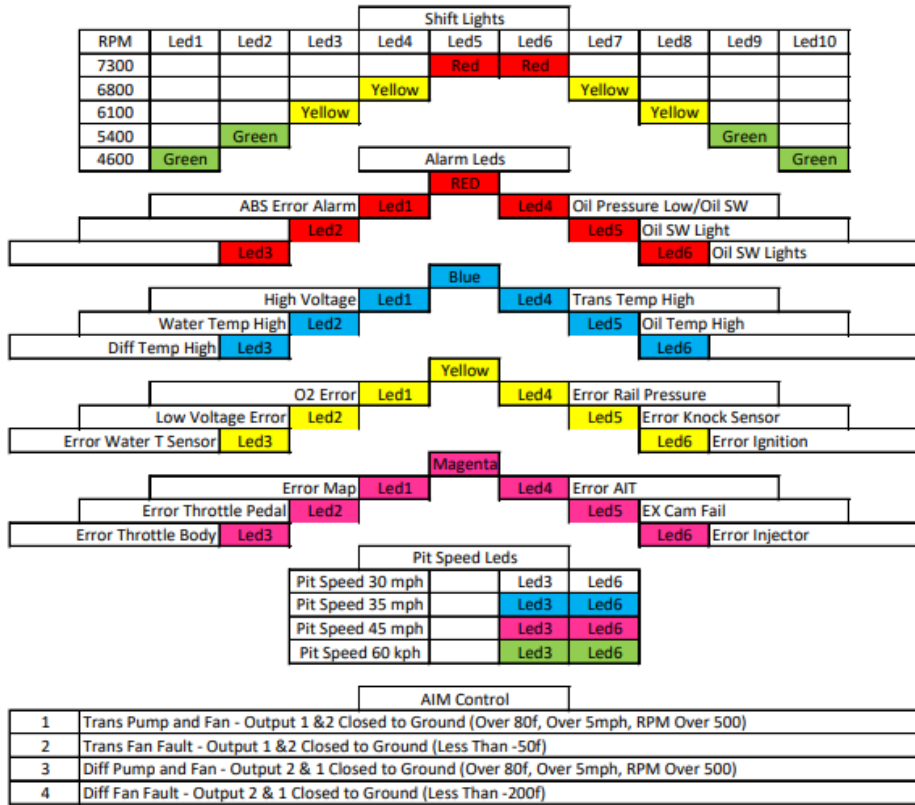 Shift Lights
RPM Led1 Led2 Led3 Led4 Led5 Led6 Led7 Led8 Led9 Led10
7300 Red Red
6800 Yellow Yellow
6100 Yellow Yellow
5400 Green Green
4600 Green Green
Alarm Leds
RED
ABS Error Alarm Led1 Led4 Oil Pressure Low/Oil SW
Led2 Led5 Oil SW Light
Led3 Led6 Oil SW Lights
Blue
High Voltage Led1 Led4 Trans Temp High
Water Temp High Led2 Led5 Oil Temp High
Diff Temp High Led3 Led6
Yellow
O2 Error Led1 Led4 Error Rail Pressure
Low Voltage Error Led2 Led5 Error Knock Sensor
Error Water T Sensor Led3 Led6 Error Ignition
Magenta
Error Map Led1 Led4 Error AIT
Error Throttle Pedal Led2 Led5 EX Cam Fail
Error Throttle Body Led3 Led6 Error Injector
Pit Speed Leds
Pit Speed 30 mph Led3 Led6
Pit Speed 35 mph Led3 Led6
Pit Speed 45 mph Led3 Led6
Pit Speed 60 kph Led3 Led6
AIM Control
1 Trans Pump and Fan - Output 1 &2 Closed to Ground (Over 80f, Over 5mph, RPM Over 500)
2 Trans Fan Fault - Output 1 &2 Closed to Ground (Less Than -50f)
3 Diff Pump and Fan - Output 2 & 1 Closed to Ground (Over 80f, Over 5mph, RPM Over 500)
4 Diff Fan Fault - Output 2 & 1 Closed to Ground (Less Than -200f)